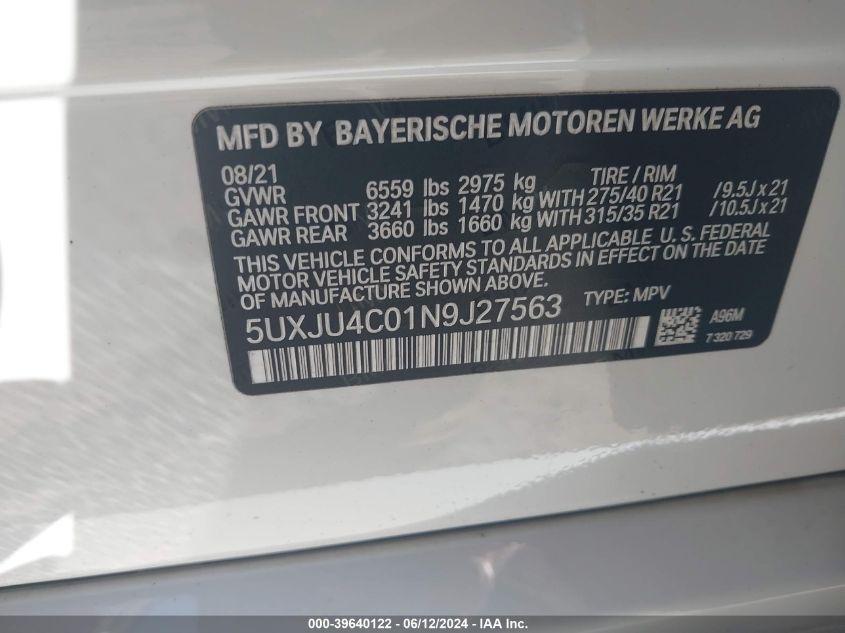 MFD BY BAYERISCHE MOTOREN WERKE AG
08/21 TIRE / RIM
GVWR 6559 lbs 2975 kg
GAWR FRONT 3241 lbs 1470 kg WITH 275/40 R21 /9.5J x 21
GAWR REAR 3660 lbs 1660 kg WITH 315/35 R21 /10.5J x 21
THIS VEHICLE CONFORMS TO ALL APPLICABLE U. S. FEDERAL
MOTOR VEHICLE SAFETY STANDARDS IN EFFECT ON THE DATE
OF MANUFACTURE SHOWN ABOVE.
5UXJU4C01N9J27563 TYPE: MPV
A96M
7 320 729
000-39640122 - 06/12/2024 - IAA Inc.